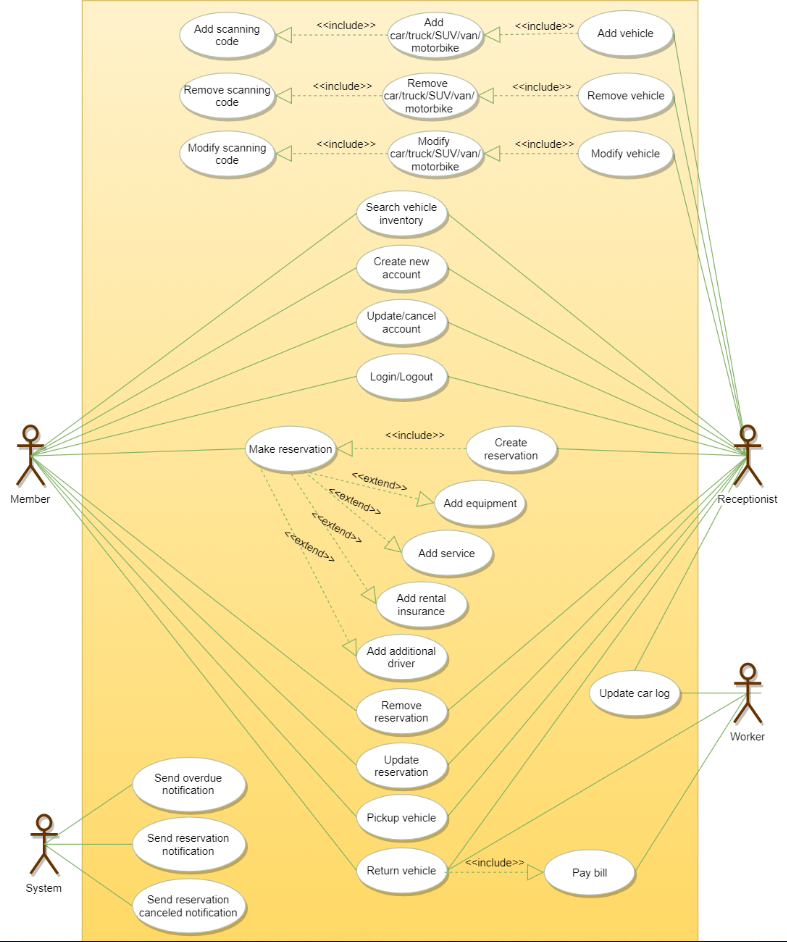 Add scanning
code
<<include>>
Add
car/truck/SUV/van/
motorbike
<<include>>
Add vehicle
Remove scanning
code
<<include>>
Remove
car/truck/SUV/van/
motorbike
<<include>>
Remove vehicle
Modify scanning
code
<<include>>
Modify
car/truck/SUV/van/
motorbike
<<include>>
Modify vehicle
Search vehicle
inventory
Create new
account
Update/cancel
account
Login/Logout
Make reservation
<<include>>
Create
reservation
Member
Receptionist
<<extend>>
Add equipment
<<extend>>
Add service
<<extend>>
Add rental
insurance
<<extend>>
Add additional
driver
Update car log
Worker
Remove
reservation
Update
reservation
Send overdue
notification
Pickup vehicle
Send reservation
notification
System
Return vehicle
<<include>>
Pay bill
Send reservation
canceled notification